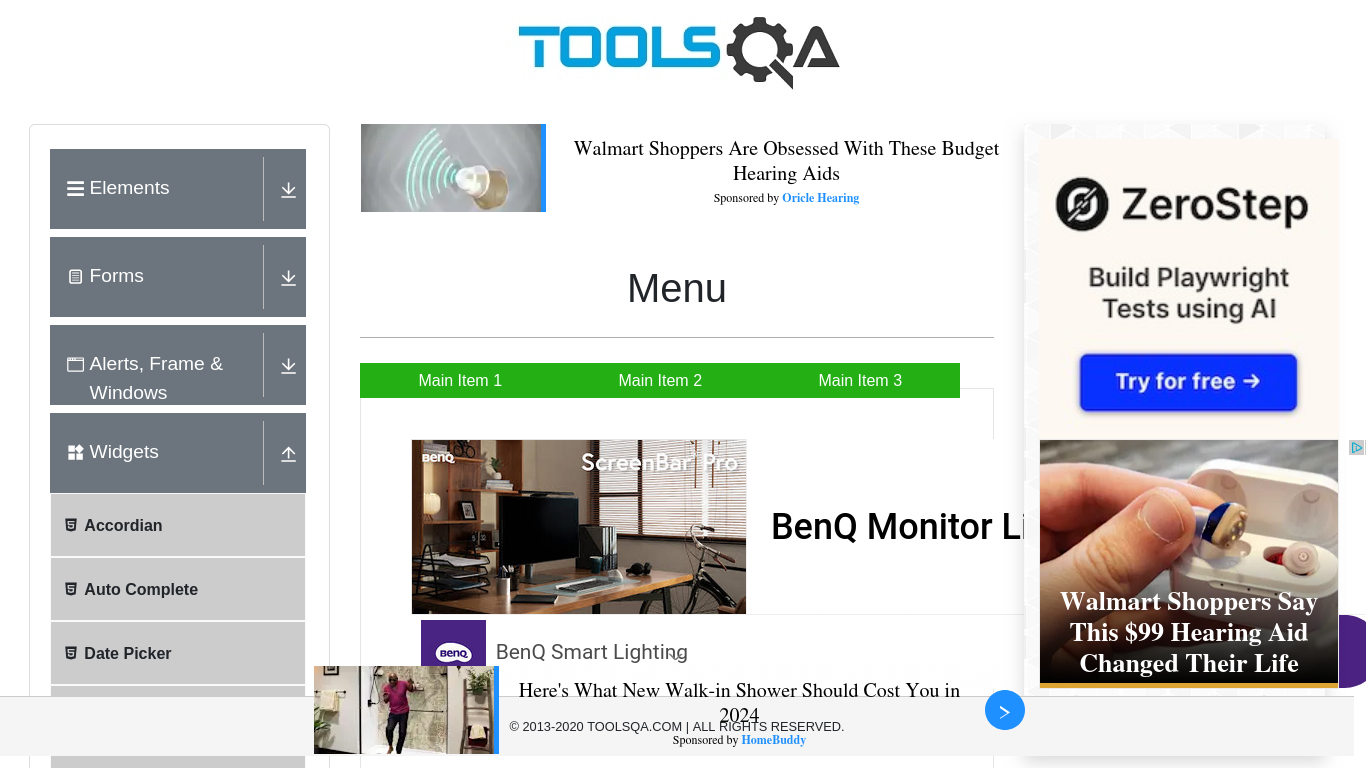 TOOLSQA
Elements
Forms
Alerts, Frame &
Windows
Widgets
Accordian
Auto Complete
Date Picker
Walmart Shoppers Are Obsessed With These Budget
Hearing Aids
Sponsored by Oricle Hearing
Menu
Main Item 1
Main Item 2
Main Item 3
BenQ
ScreenBar Pro
BenQ Monitor Li
BenQ
BenQ Smart Lighting
Here's What New Walk-in Shower Should Cost You in
2024
Sponsored by HomeBuddy
© 2013-2020 TOOLSQA.COM | ALL RIGHTS RESERVED.
ZeroStep
Build Playwright
Tests using AI
Try for free →
Walmart Shoppers Say
This $99 Hearing Aid
Changed Their Life